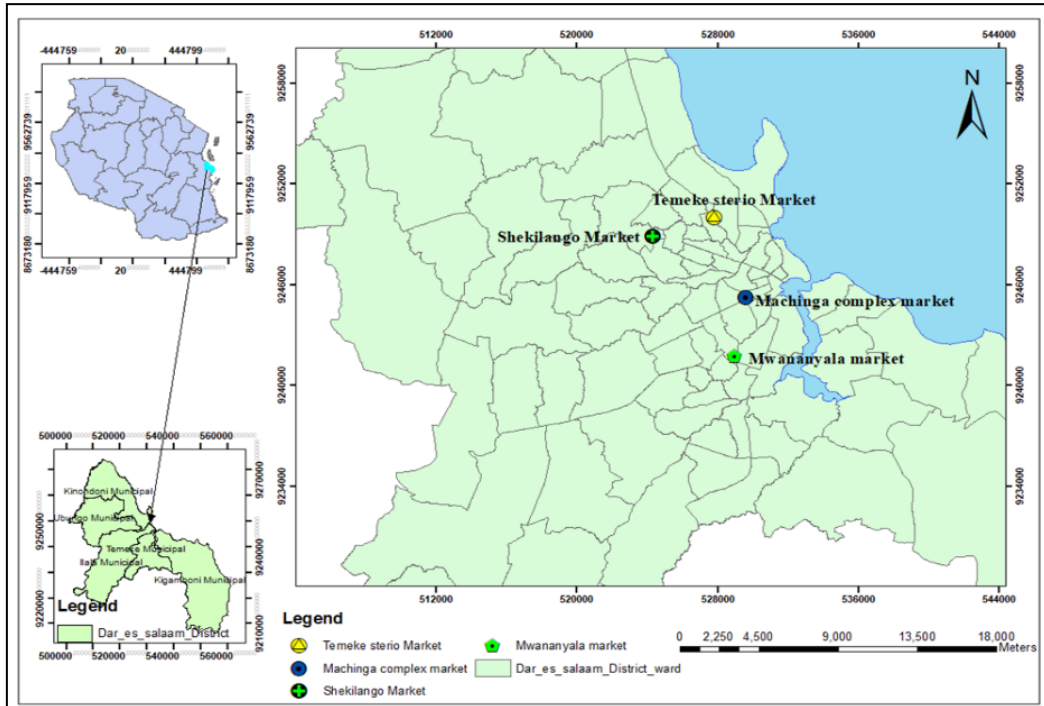 -444759 20 444799
9562739
9117959
8673180
9562739
9117959
8673180
-444759 20 444799
512000 520000 528000 536000 544000
9258000
9252000
9246000
9240000
9234000
9258000
9252000
9246000
9240000
9234000
N
Temeke sterio Market
Shekilango Market
Machinga complex market
Mwananyala market
512000 520000 528000 536000 544000
500000 520000 540000 560000
9250000
9220000
9270000
9240000
9210000
Kinondoni Municipal
Ubungo Municipal
Temeke Municipal
Ilala Municipal
Kigamboni Municipal
Legend
Dar_es_salaam_District
500000 520000 540000 560000
Legend
Temeke sterio Market
Machinga complex market
Shekilango Market
Mwananyala market
Dar_es_salaam_District_ward
0 2,250 4,500 9,000 13,500 18,000
Meters